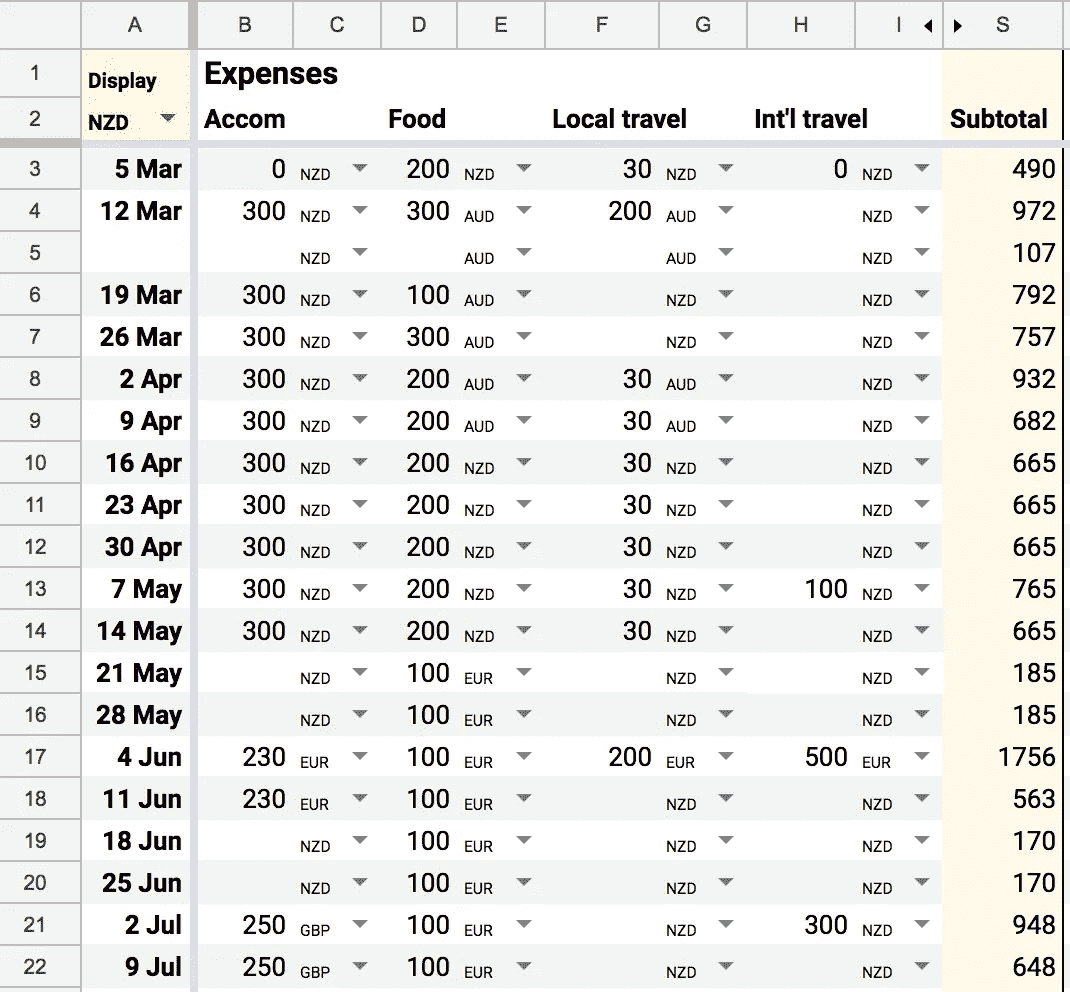 A B C D E F G H I S
1 Display Expenses
2 NZD Accom Food Local travel Int'l travel Subtotal
3 5 Mar 0 NZD 200 NZD 30 NZD 0 NZD 490
4 12 Mar 300 NZD 300 AUD 200 AUD NZD 972
5 NZD AUD AUD NZD 107
6 19 Mar 300 NZD 100 AUD NZD NZD 792
7 26 Mar 300 NZD 300 AUD NZD NZD 757
8 2 Apr 300 NZD 200 AUD 30 AUD NZD 932
9 9 Apr 300 NZD 200 AUD 30 AUD NZD 682
10 16 Apr 300 NZD 200 NZD 30 NZD NZD 665
11 23 Apr 300 NZD 200 NZD 30 NZD NZD 665
12 30 Apr 300 NZD 200 NZD 30 NZD NZD 665
13 7 May 300 NZD 200 NZD 30 NZD 100 NZD 765
14 14 May 300 NZD 200 NZD 30 NZD NZD 665
15 21 May NZD 100 EUR NZD NZD 185
16 28 May NZD 100 EUR NZD NZD 185
17 4 Jun 230 EUR 100 EUR 200 EUR 500 EUR 1756
18 11 Jun 230 EUR 100 EUR NZD NZD 563
19 18 Jun NZD 100 EUR NZD NZD 170
20 25 Jun NZD 100 EUR NZD NZD 170
21 2 Jul 250 GBP 100 EUR NZD 300 NZD 948
22 9 Jul 250 GBP 100 EUR NZD NZD 648